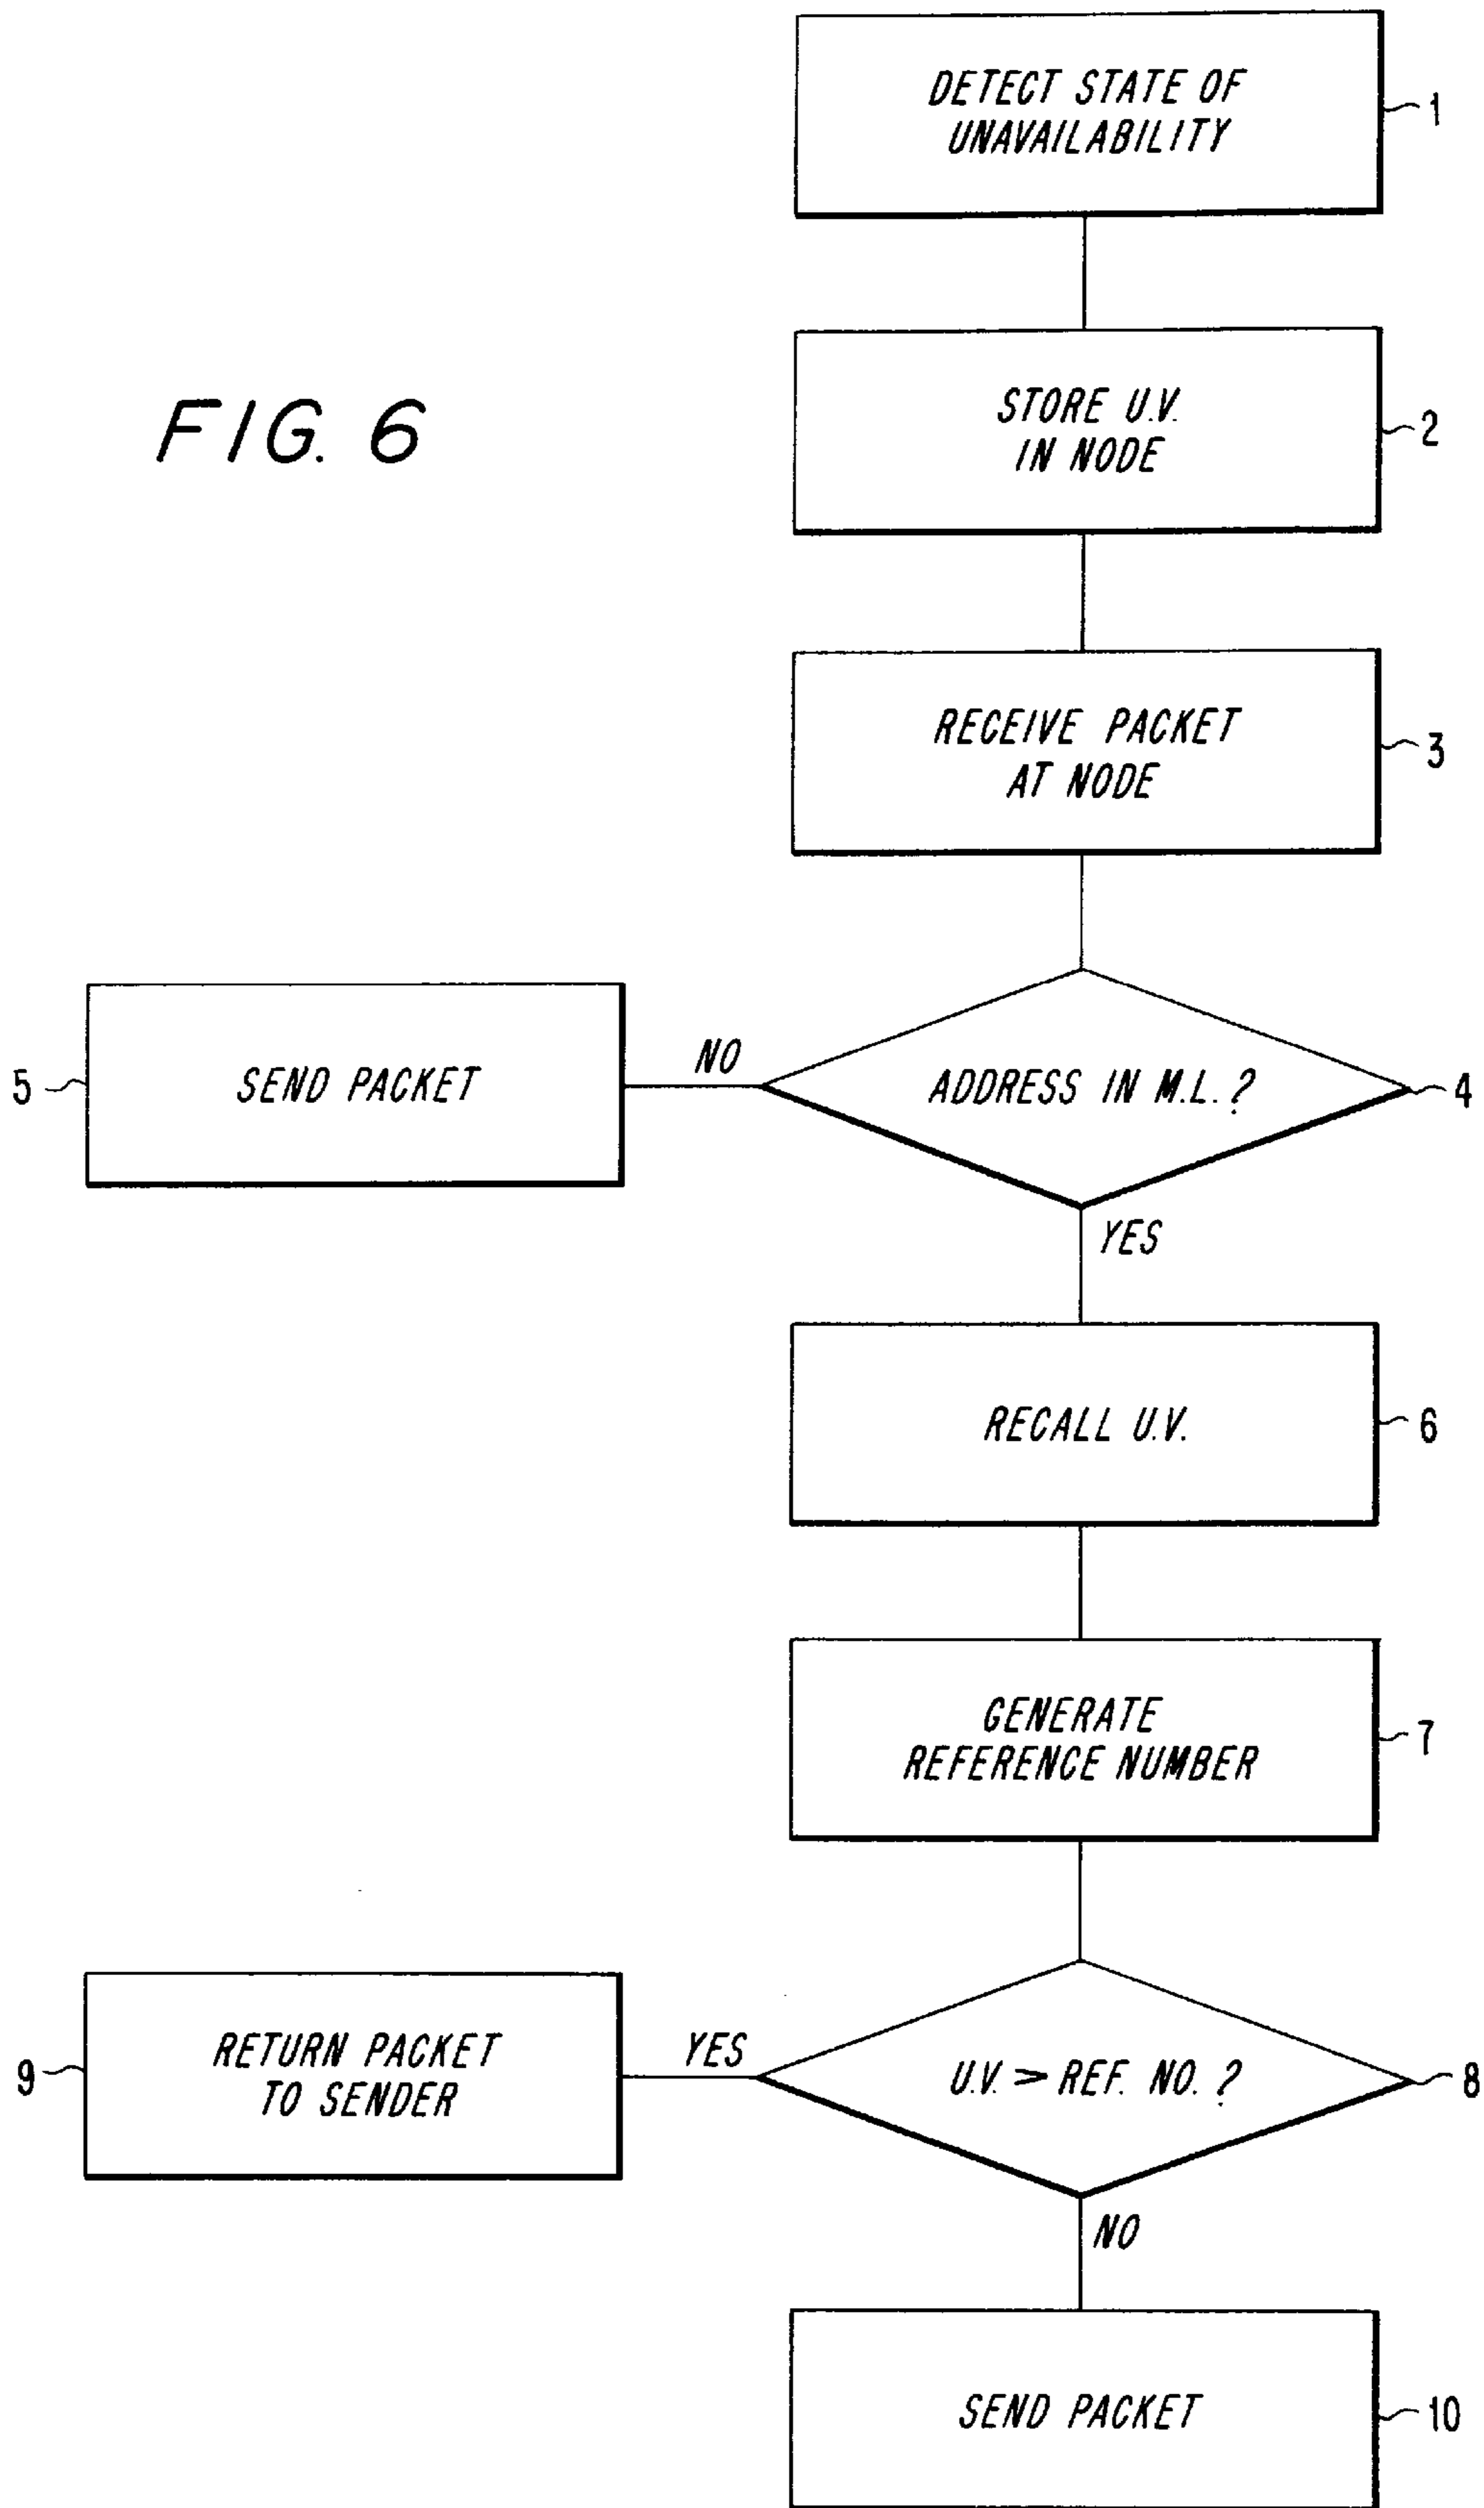 DETECT STATE OF
UNAVAILABILITY
1
FIG. 6
STORE U.V.
IN NODE
2
RECEIVE PACKET
AT NODE
3
5
SEND PACKET
NO
ADDRESS IN M.L. ?
4
YES
RECALL U.V.
6
GENERATE
REFERENCE NUMBER
7
9
RETURN PACKET
TO SENDER
YES
U.V. > REF. NO. ?
8
NO
SEND PACKET
10